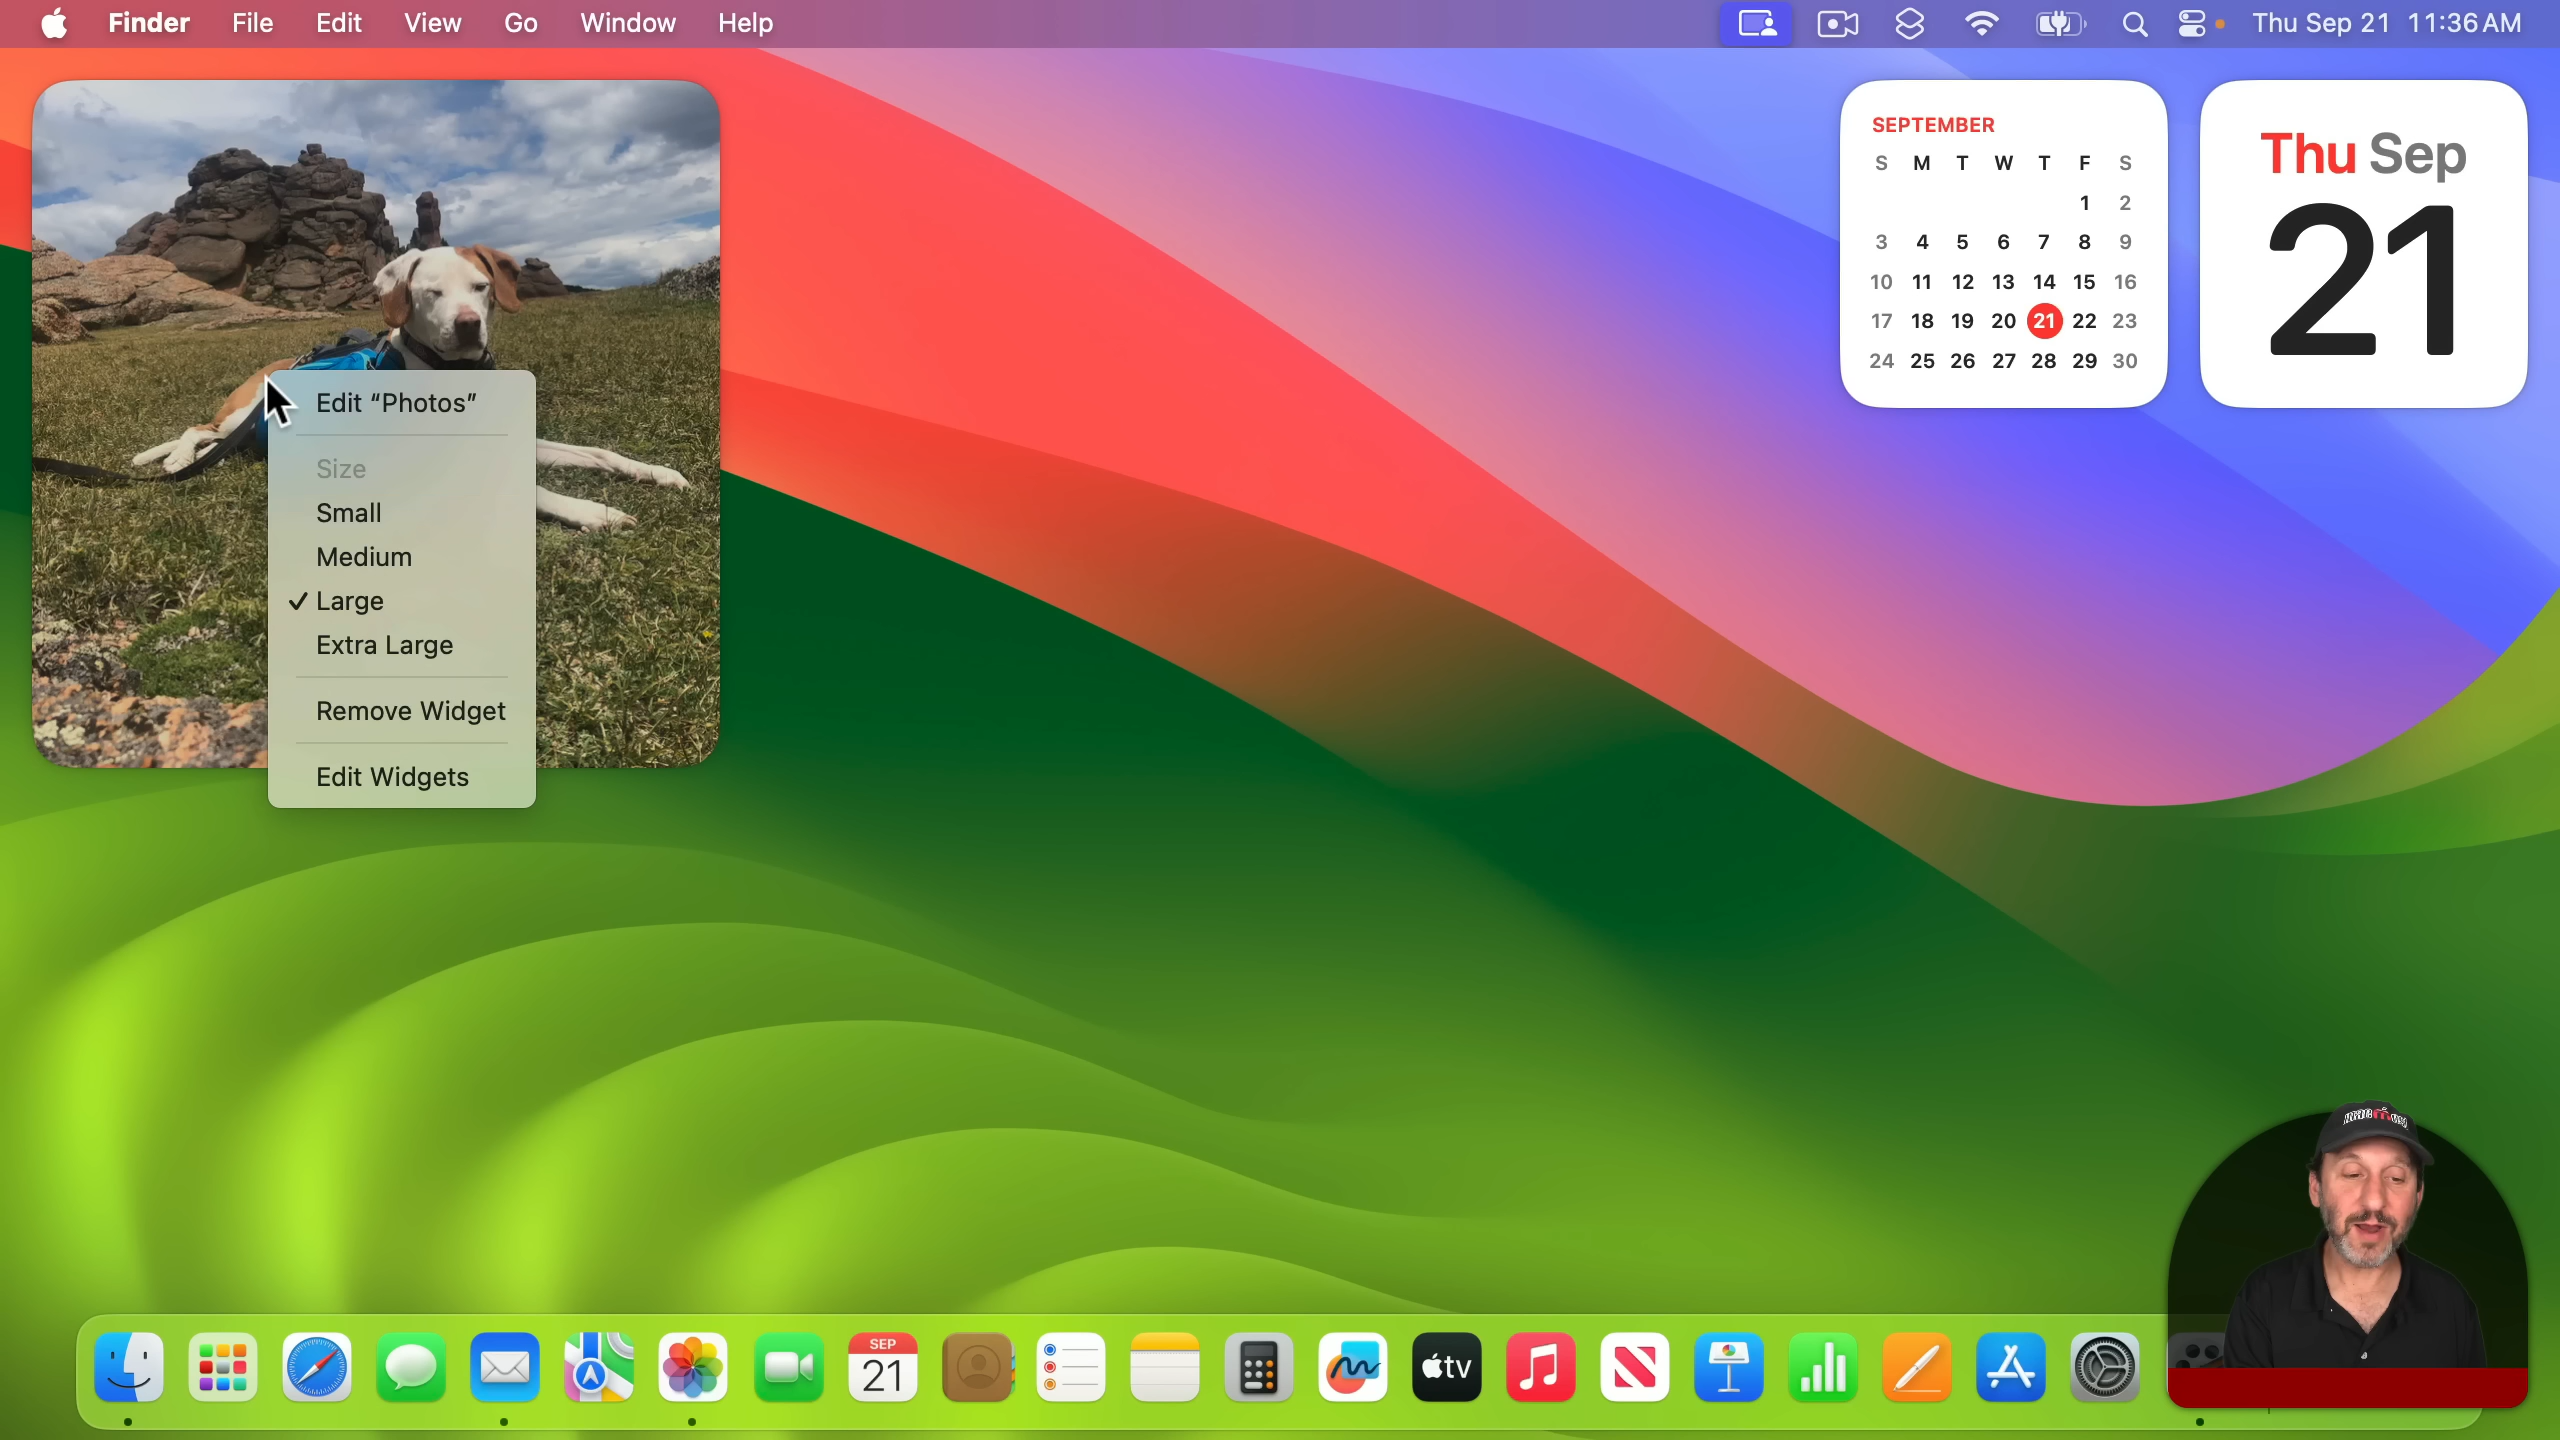 Finder File Edit View Go Window Help
Thu Sep 21 11:36 AM
SEPTEMBER
S M T W T F S
1 2
3 4 5 6 7 8 9
10 11 12 13 14 15 16
17 18 19 20 21 22 23
24 25 26 27 28 29 30
Thu Sep
21
Edit “Photos”
Size
Small
Medium
✓ Large
Extra Large
Remove Widget
Edit Widgets
SEP
21
tv